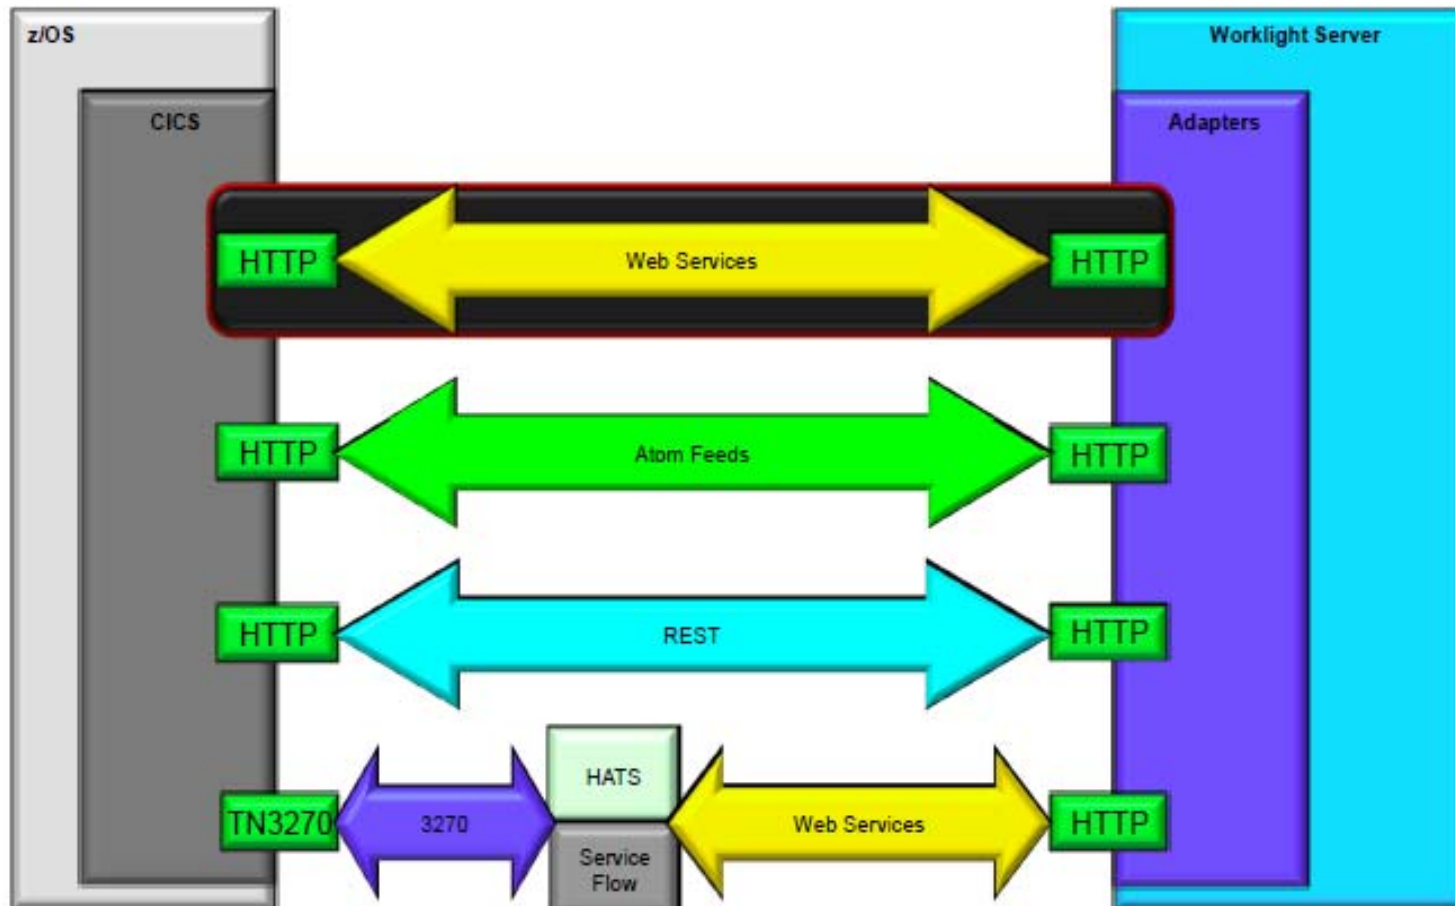 z/OS
Worklight Server
CICS
Adapters
HTTP
Web Services
HTTP
HTTP
Atom Feeds
HTTP
HTTP
REST
HTTP
HATS
TN3270
3270
Web Services
HTTP
Service
Flow